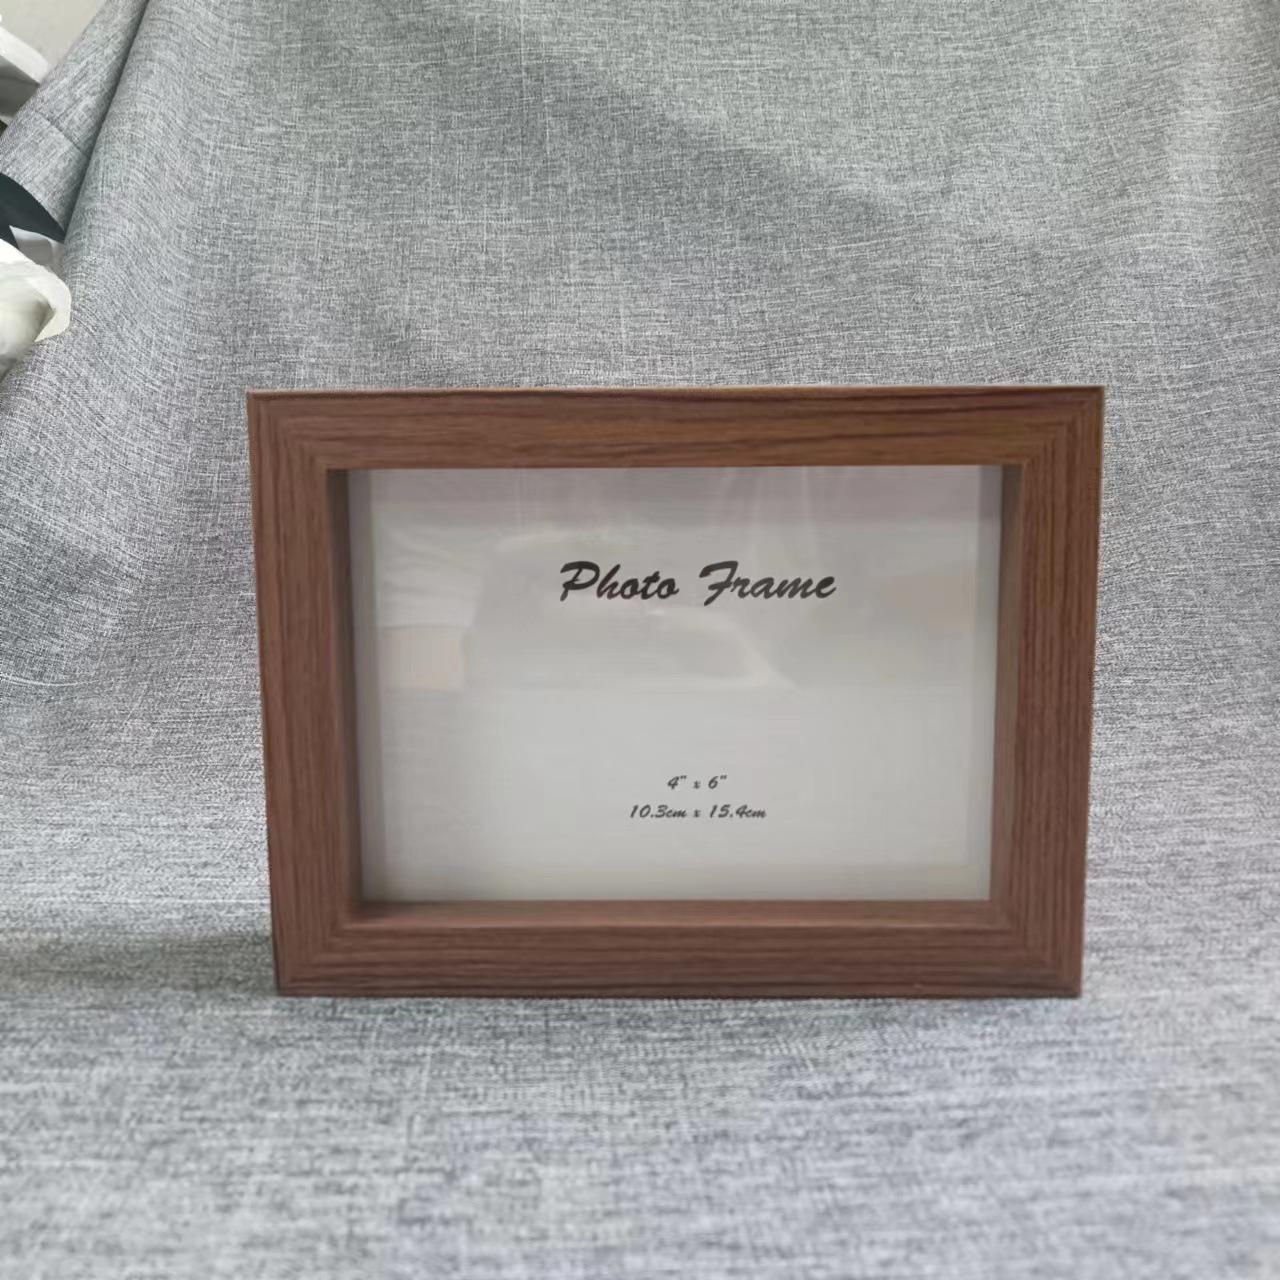 Photo Frame
4" x 6"
10.3cm x 15.4cm